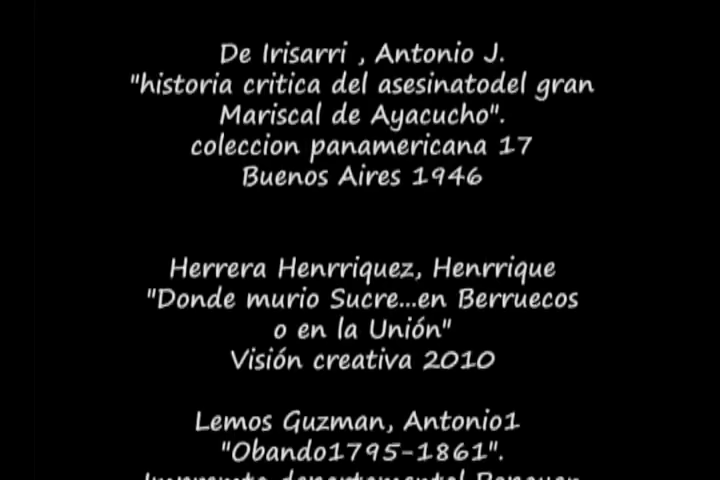 De Irisarri , Antonio J.
"historia critica del asesinatodel gran
Mariscal de Ayacucho".
coleccion panamericana 17
Buenos Aires 1946
Herrera Henrriquez, Henrrique
"Donde murio Sucre...en Berruecos
o en la Unión"
Visión creativa 2010
Lemos Guzman, Antonio1
"Obando1795-1861".